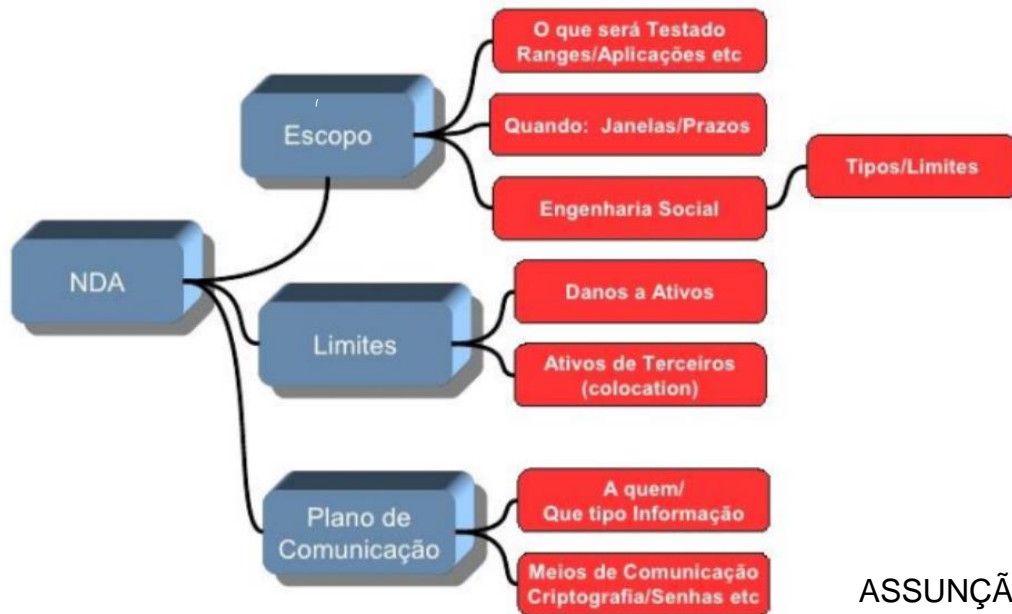 NDA
Escopo
O que será Testado
Ranges/Aplicações etc
Quando: Janelas/Prazos
Engenharia Social
Tipos/Limites
Limites
Danos a Ativos
Ativos de Terceiros
(colocation)
Plano de
Comunicação
A quem/
Que tipo Informação
Meios de Comunicação
Criptografia/Senhas etc
ASSUNÇÃ